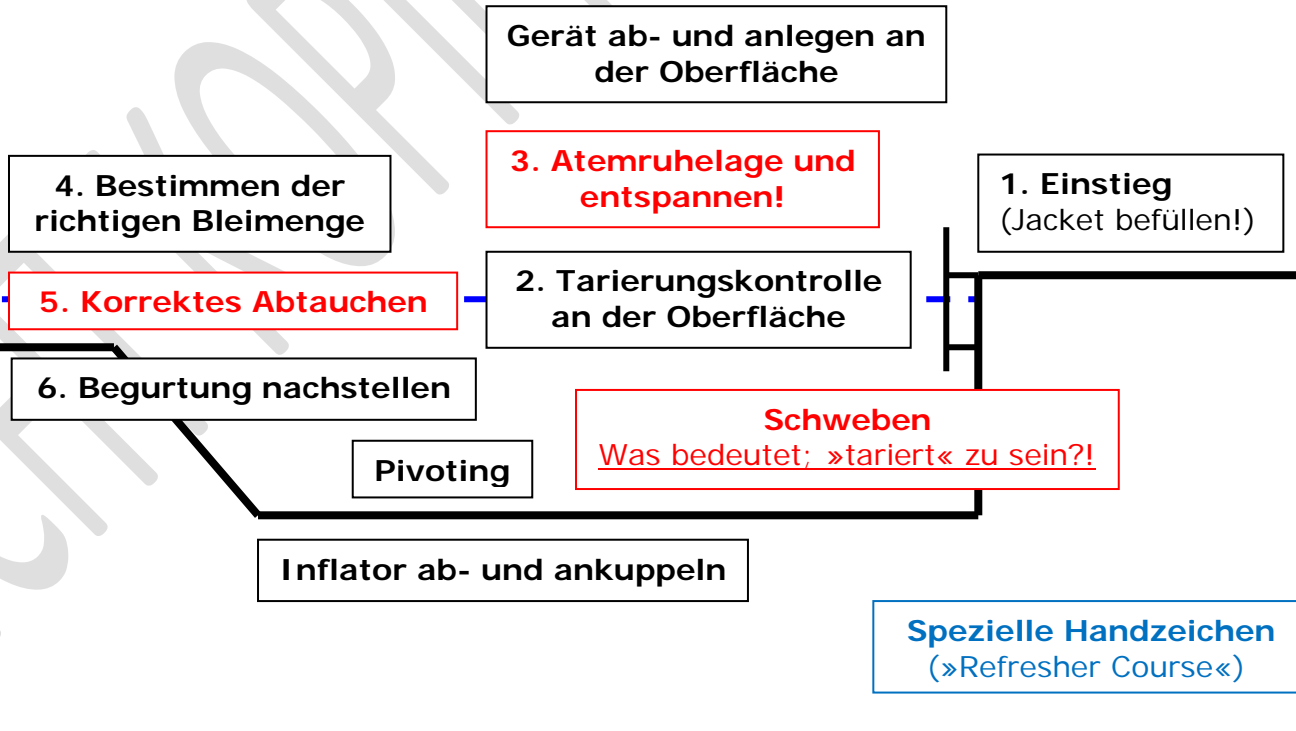 Gerät ab- und anlegen an
der Oberfläche
3. Atemruhelage und
entspannen!
1. Einstieg
(Jacket befüllen!)
4. Bestimmen der
richtigen Bleimenge
5. Korrektes Abtauchen
2. Tarierungskontrolle
an der Oberfläche
6. Begurtung nachstellen
Schweben
Was bedeutet; »tariert« zu sein?!
Pivoting
Inflator ab- und ankuppeln
Spezielle Handzeichen
(»Refresher Course«)